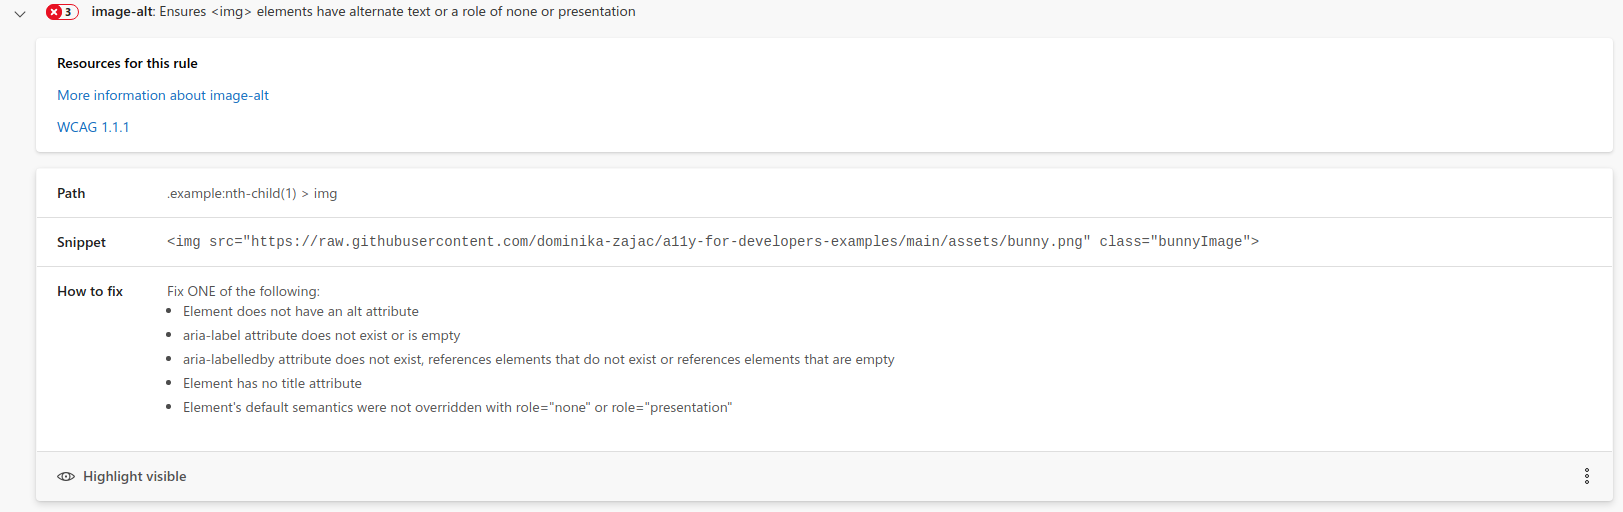 3 image-alt: Ensures <img> elements have alternate text or a role of none or presentation
Resources for this rule
More information about image-alt
WCAG 1.1.1
Path .example:nth-child(1) > img
Snippet <img src="https://raw.githubusercontent.com/dominika-zajac/a11y-for-developers-examples/main/assets/bunny.png" class="bunnyImage">
How to fix Fix ONE of the following:
• Element does not have an alt attribute
• aria-label attribute does not exist or is empty
• aria-labelledby attribute does not exist, references elements that do not exist or references elements that are empty
• Element has no title attribute
• Element's default semantics were not overridden with role="none" or role="presentation"
Highlight visible